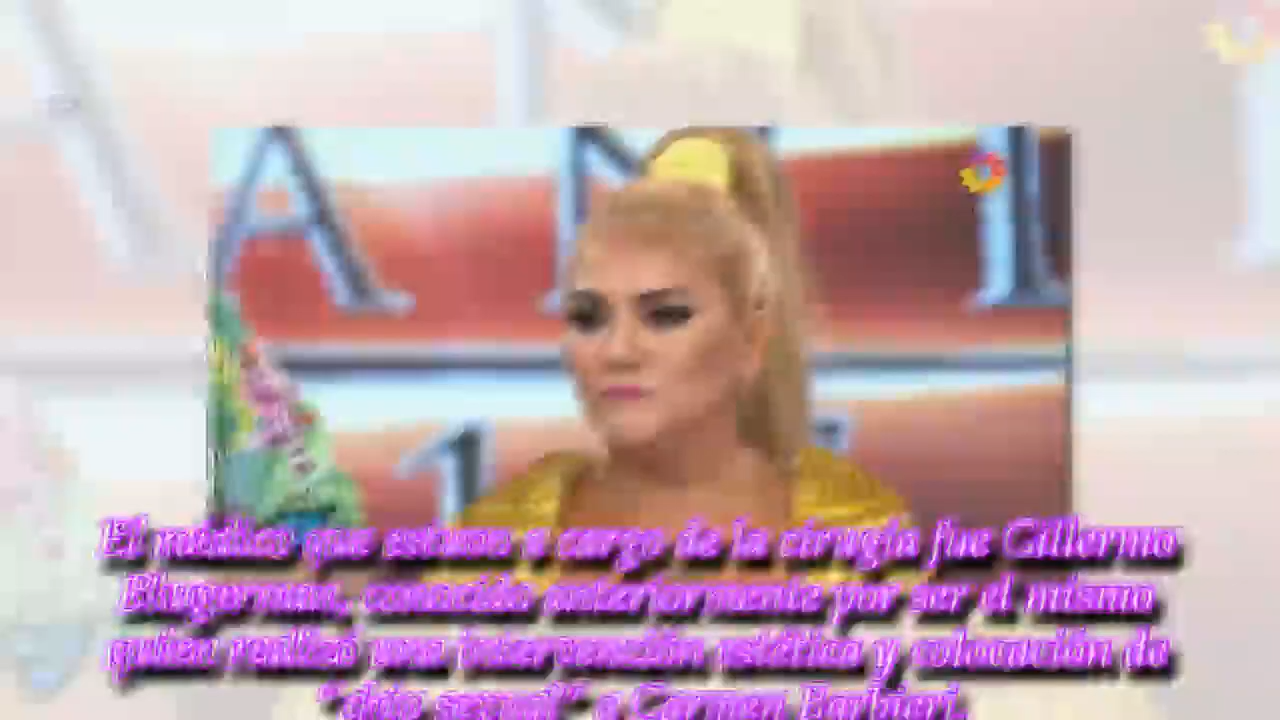 El médico que estuvo a cargo de la cirugía fue Gillermo
Blugerman, conocido anteriormente por ser el mismo
quien realizó una intervención estética y colocación de
"chip sexual" a Carmen Barbieri.